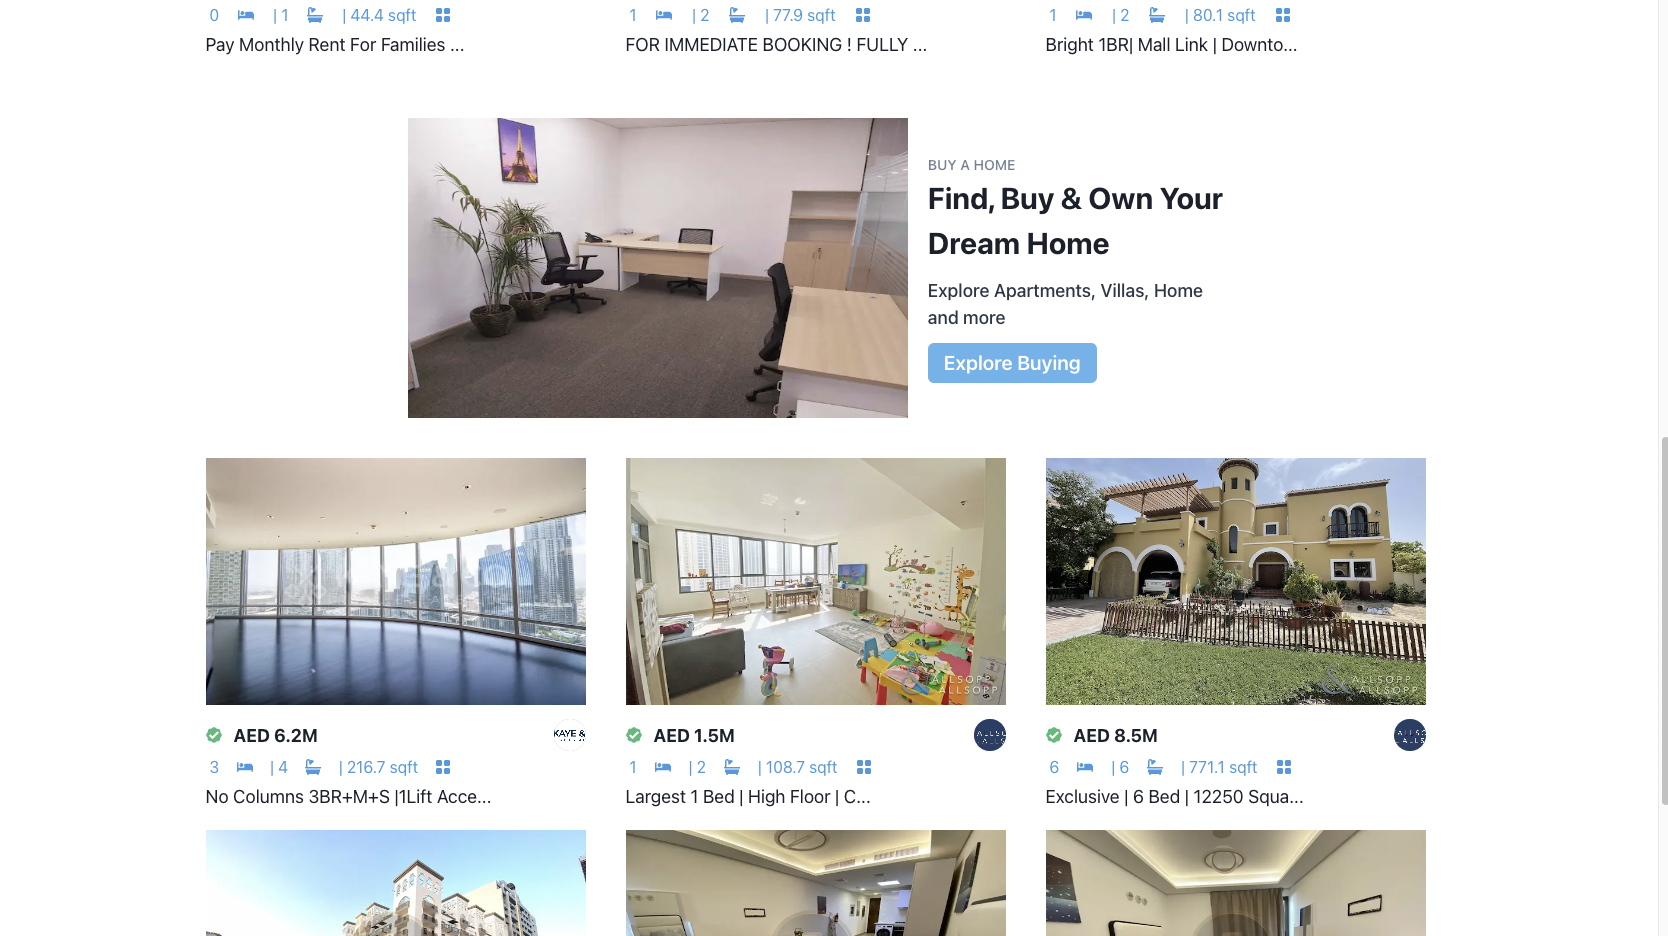 0 | 1 | 44.4 sqft
Pay Monthly Rent For Families ...
1 | 2 | 77.9 sqft
FOR IMMEDIATE BOOKING ! FULLY ...
1 | 2 | 80.1 sqft
Bright 1BR| Mall Link | Downto...
BUY A HOME
Find, Buy & Own Your
Dream Home
Explore Apartments, Villas, Home
and more
Explore Buying
AED 6.2M
KAYE &
3 | 4 | 216.7 sqft
No Columns 3BR+M+S |1Lift Acce...
ALLSOPP
ALLSOPP
AED 1.5M
1 | 2 | 108.7 sqft
Largest 1 Bed | High Floor | C...
&
ALLSOPP
ALLSOPP
AED 8.5M
6 | 6 | 771.1 sqft
Exclusive | 6 Bed | 12250 Squa...